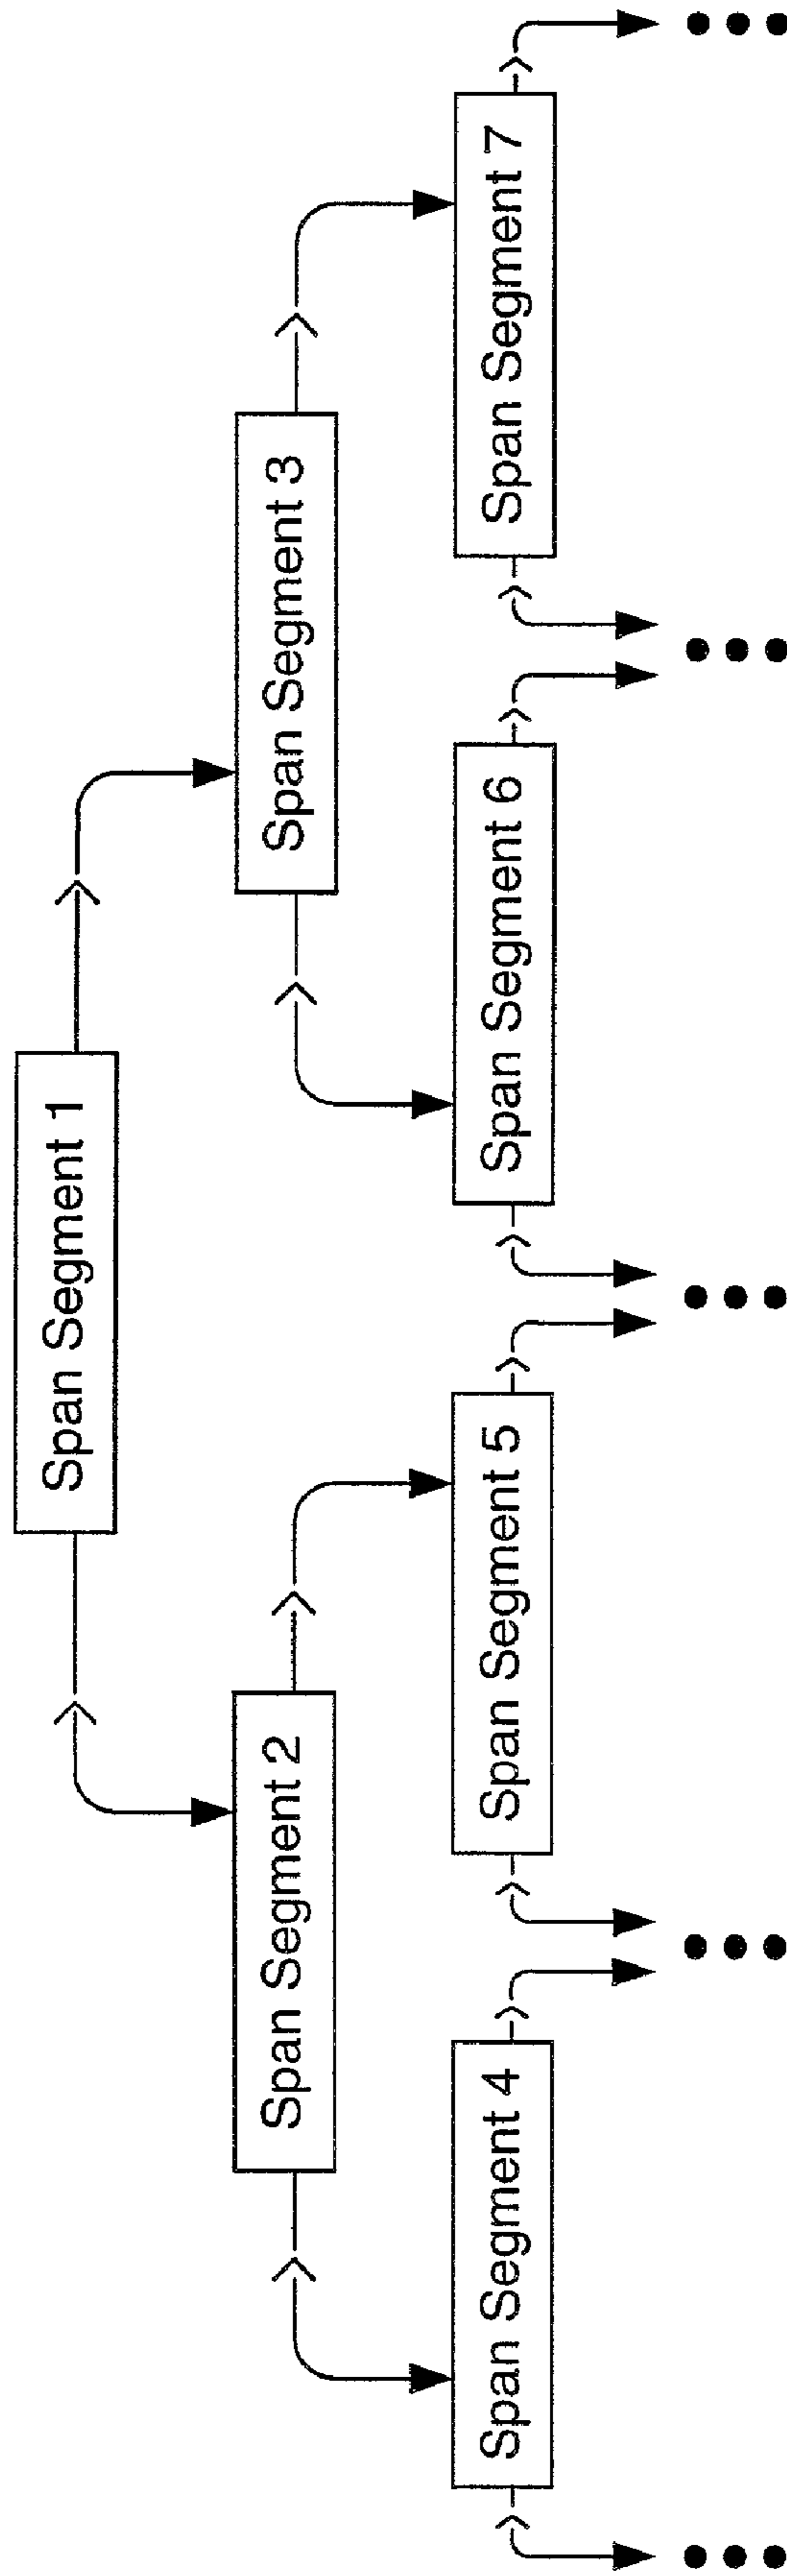 Span Segment 1
Span Segment 2
Span Segment 3
Span Segment 4
Span Segment 5
Span Segment 6
Span Segment 7